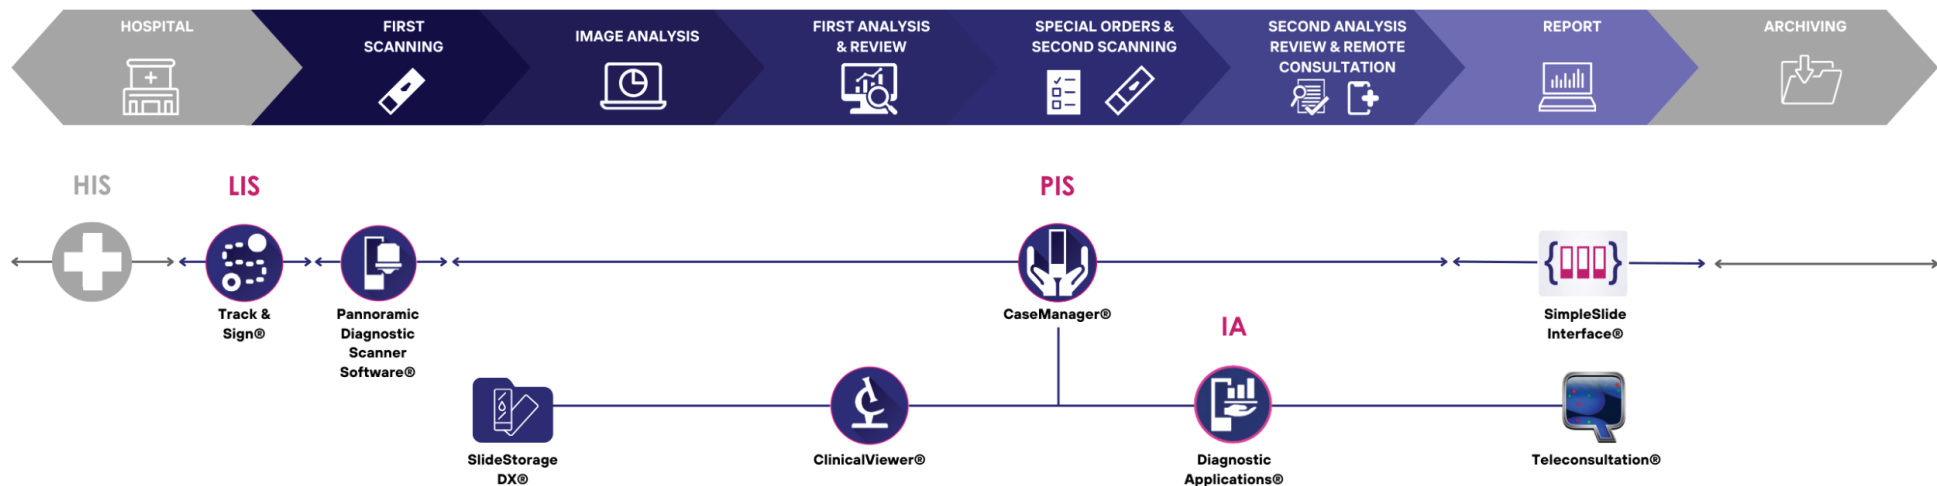 HOSPITAL
FIRST
SCANNING
IMAGE ANALYSIS
FIRST ANALYSIS
& REVIEW
SPECIAL ORDERS &
SECOND SCANNING
SECOND ANALYSIS
REVIEW & REMOTE
CONSULTATION
REPORT
ARCHIVING
HIS
LIS
PIS
Track &
Sign®
Pannoramic
Diagnostic
Scanner
Software®
CaseManager®
SimpleSlide
Interface®
IA
SlideStorage
DX®
ClinicalViewer®
Diagnostic
Applications®
Teleconsultation®